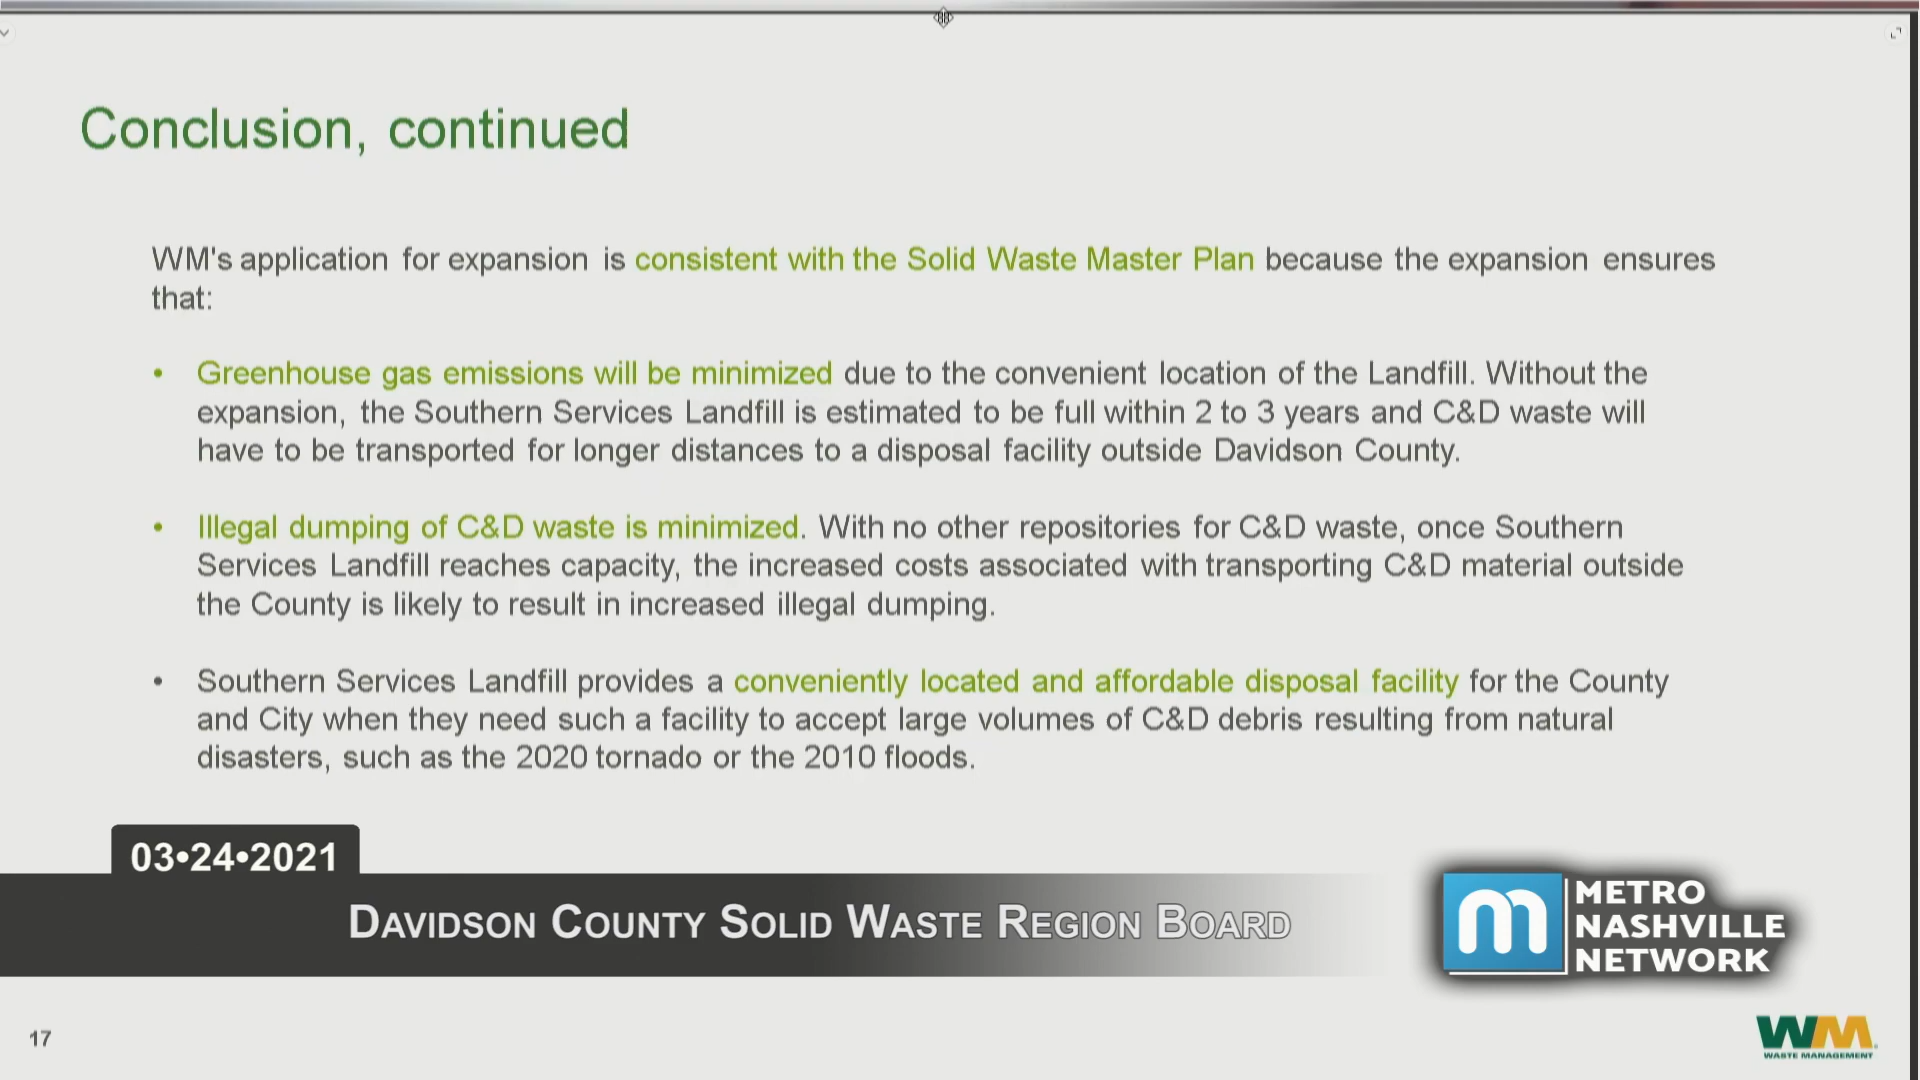 Conclusion, continued
WM's application for expansion is consistent with the Solid Waste Master Plan because the expansion ensures
that:
• Greenhouse gas emissions will be minimized due to the convenient location of the Landfill. Without the
expansion, the Southern Services Landfill is estimated to be full within 2 to 3 years and C&D waste will
have to be transported for longer distances to a disposal facility outside Davidson County.
• Illegal dumping of C&D waste is minimized. With no other repositories for C&D waste, once Southern
Services Landfill reaches capacity, the increased costs associated with transporting C&D material outside
the County is likely to result in increased illegal dumping.
• Southern Services Landfill provides a conveniently located and affordable disposal facility for the County
and City when they need such a facility to accept large volumes of C&D debris resulting from natural
disasters, such as the 2020 tornado or the 2010 floods.
03•24•2021
DAVIDSON COUNTY SOLID WASTE REGION BOARD
m
METRO
NASHVILLE
NETWORK
17
WM
WASTE MANAGEMENT